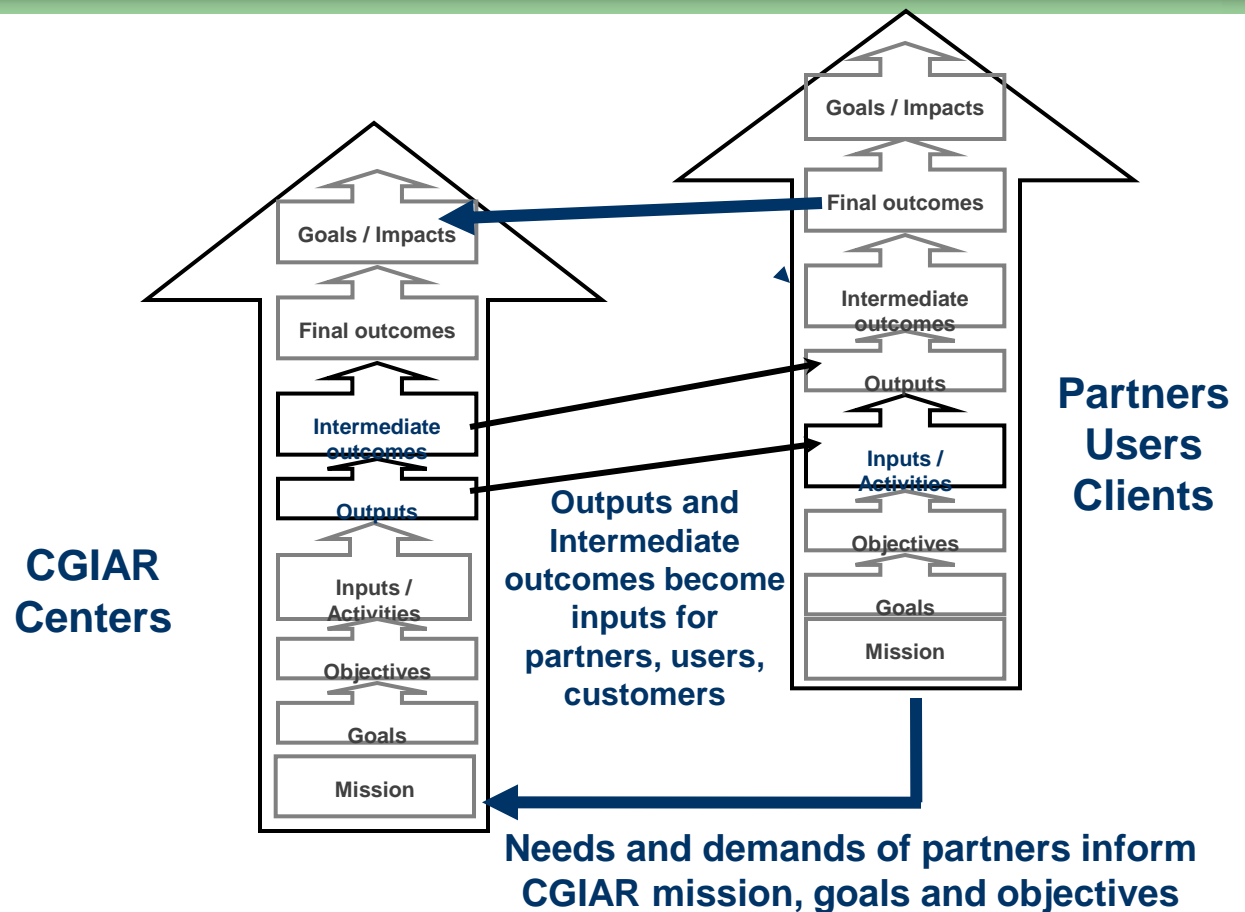 CGIAR
Centers
Goals / Impacts
Final outcomes
Intermediate
outcomes
Outputs
Inputs /
Activities
Objectives
Goals
Mission
Outputs and
Intermediate
outcomes become
inputs for
partners, users,
customers
Goals / Impacts
Final outcomes
Intermediate
outcomes
Outputs
Inputs /
Activities
Objectives
Goals
Mission
Partners
Users
Clients
Needs and demands of partners inform
CGIAR mission, goals and objectives